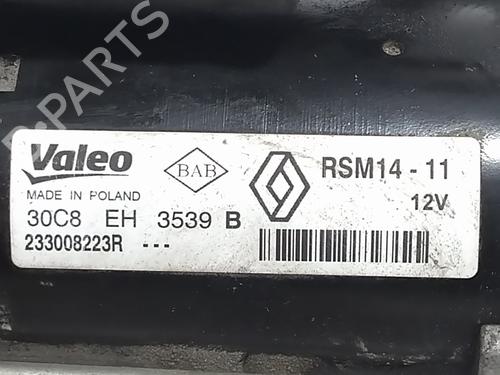 B-PARTS
Valeo
BAB
RSM14 - 11
MADE IN POLAND
12V
30C8 EH 3539 B
233008223R ---